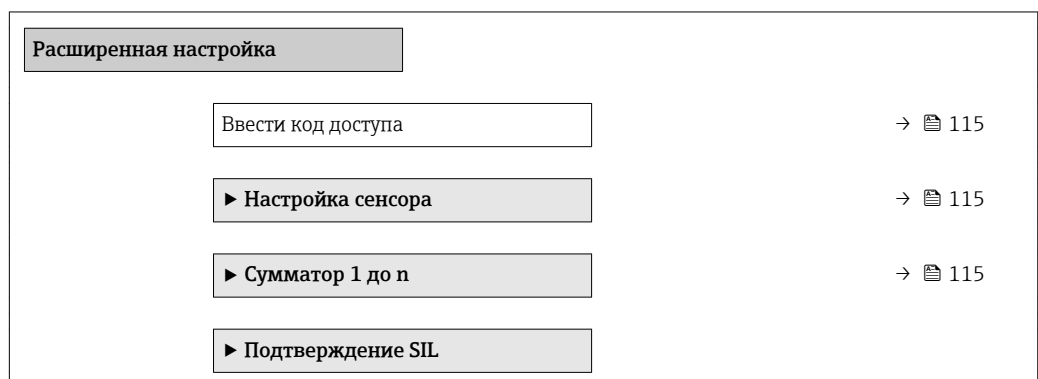 Расширенная настройка
Ввести код доступа → 115
► Настройка сенсора → 115
► Сумматор 1 до n → 115
► Подтверждение SIL